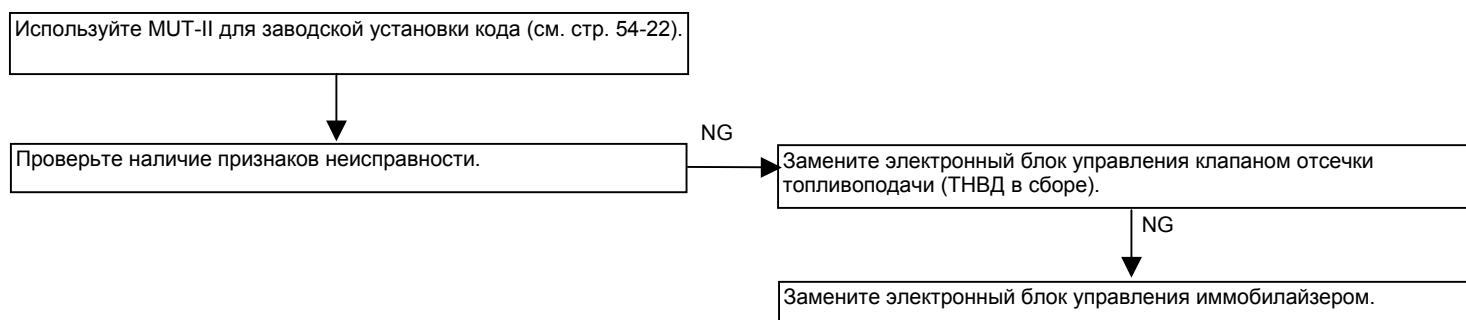 Используйте MUT-II для заводской установки кода (см. стр. 54-22).
NG
Проверьте наличие признаков неисправности.
Замените электронный блок управления клапаном отсечки
топливоподачи (ТНВД в сборе).
NG
Замените электронный блок управления иммобилайзером.